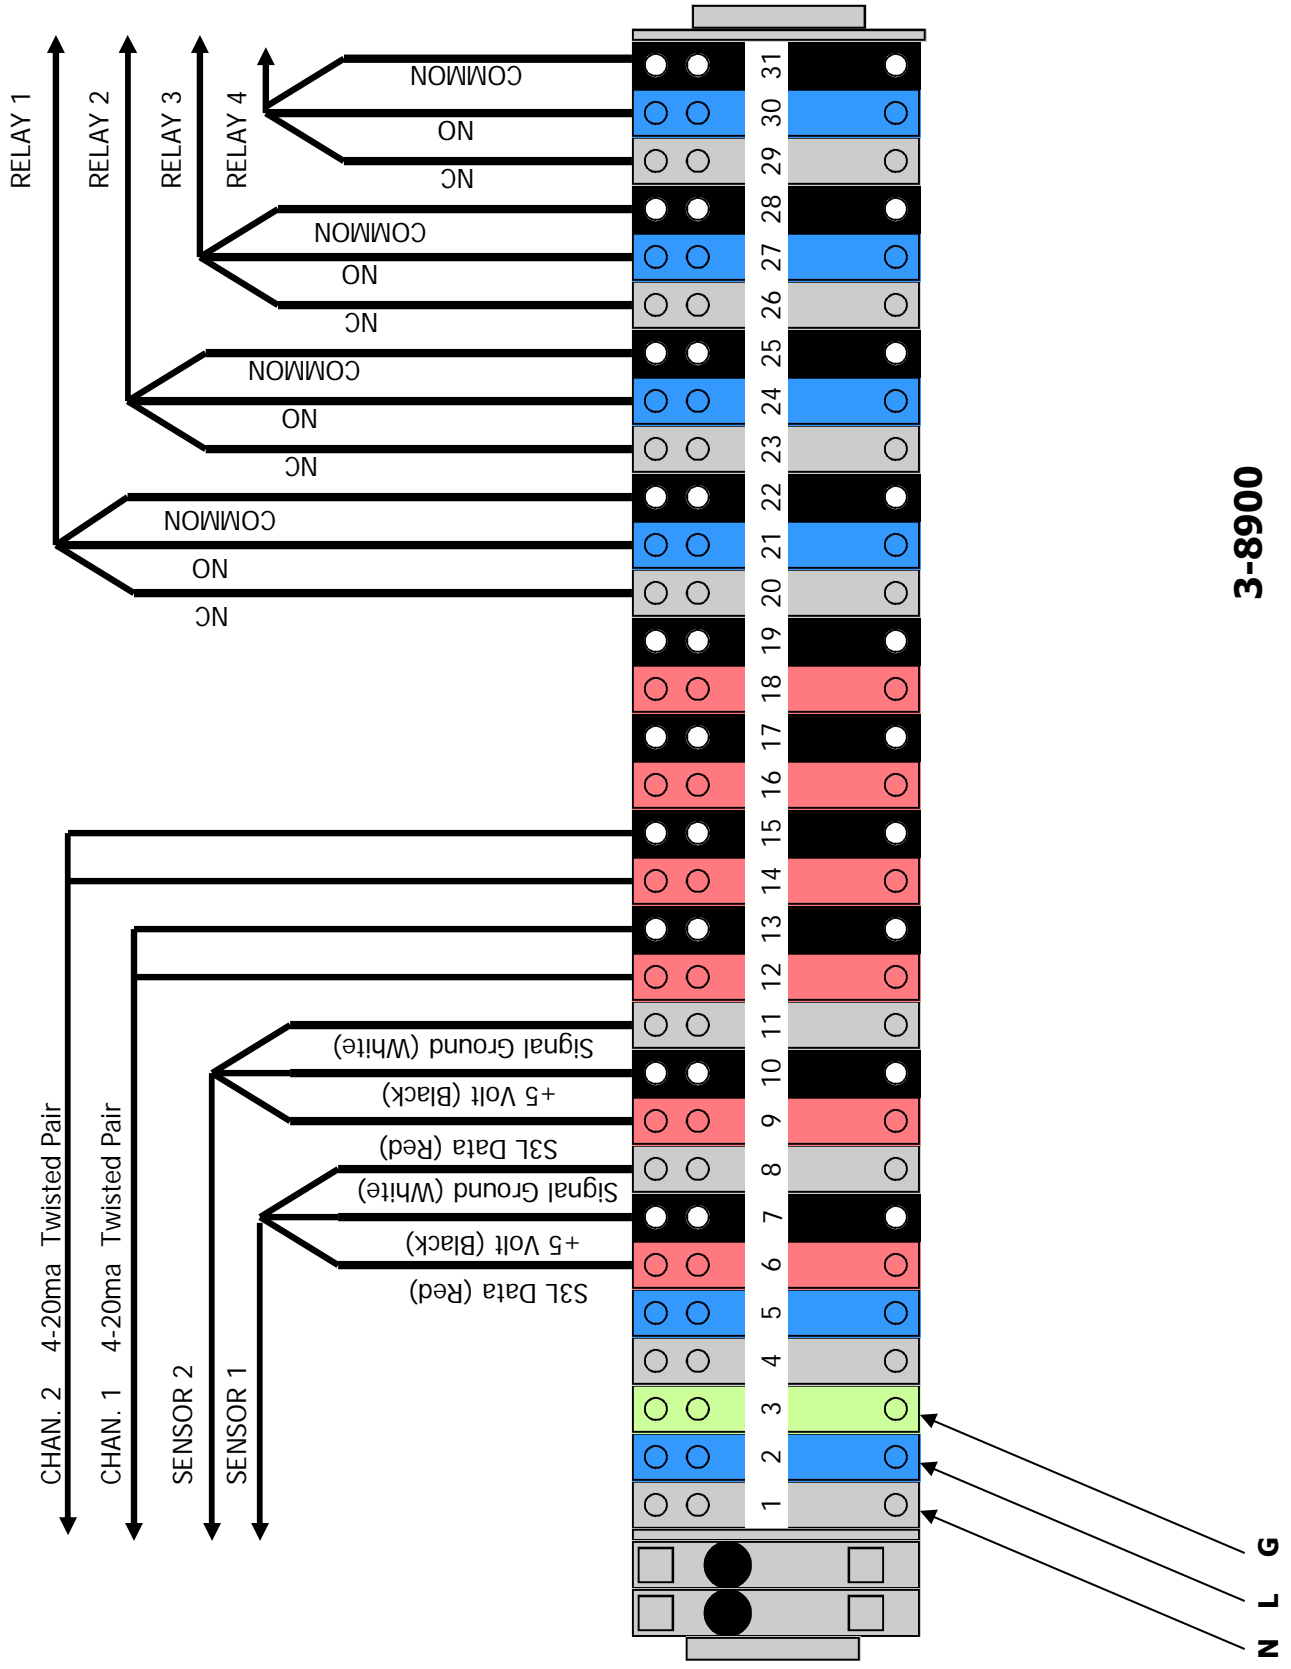 RELAY 1
RELAY 2
RELAY 3
RELAY 4
COMMON
NO
NC
COMMON
NO
NC
COMMON
NO
NC
COMMON
NO
NC
CHAN. 2 4-20ma Twisted Pair
CHAN. 1 4-20ma Twisted Pair
SENSOR 2
SENSOR 1
Signal Ground (White)
+5 Volt (Black)
S3L Data (Red)
Signal Ground (White)
+5 Volt (Black)
S3L Data (Red)
31
30
29
28
27
26
25
24
23
22
21
20
19
18
17
16
15
14
13
12
11
10
9
8
7
6
5
4
3
2
1
3-8900
N L G